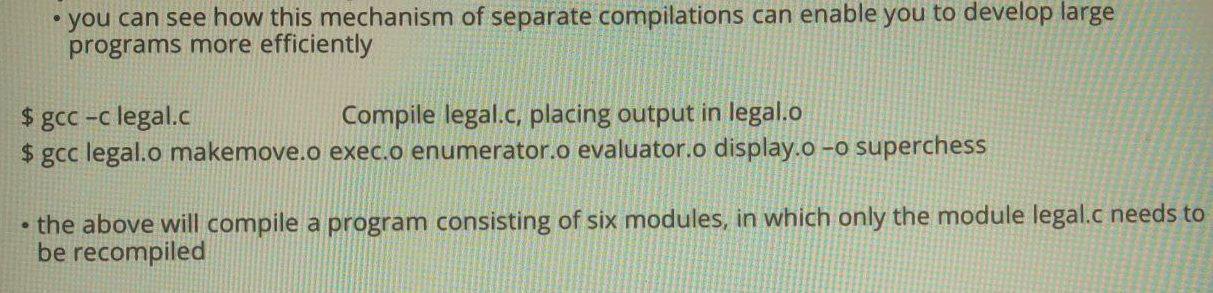 • you can see how this mechanism of separate compilations can enable you to develop large
programs more efficiently
$ gcc –c legal.c Compile legal.c, placing output in legal.o
$ gcc legal.o makemove.o exec.o enumerator.o evaluator.o display.o –o superchess
• the above will compile a program consisting of six modules, in which only the module legal.c needs to
be recompiled